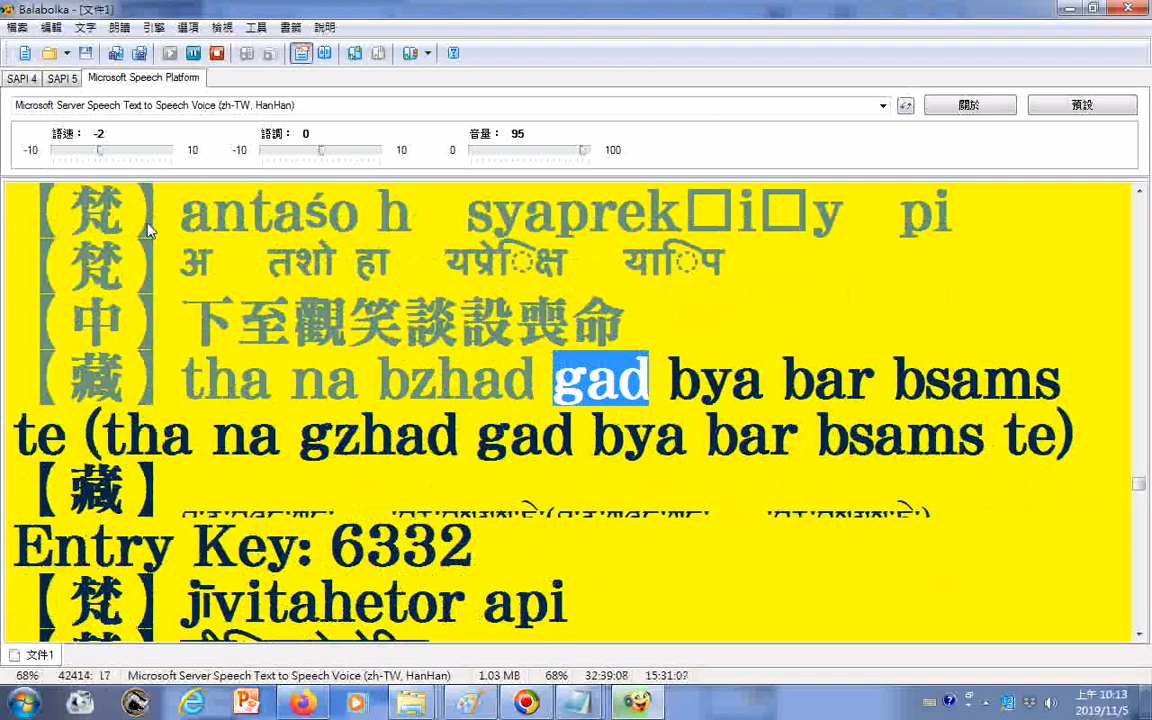 Balabolka - [文件1]
檔案 編輯 文字 朗讀 引擎 選項 檢視 工具 書籤 說明
SAPI 4 SAPI 5 Microsoft Speech Platform
Microsoft Server Speech Text to Speech Voice (zh-TW, HanHan) 關於 預設
語速： -2 語調： 0 音量： 95
-10 10 -10 10 0 100
【梵】antaśo h syaprek□i□y pi
【梵】अ तशो हा यप्रेि◌क्ष याि◌प
【中】下至觀笑談設喪命
【藏】tha na bzhad gad bya bar bsams
te (tha na gzhad gad bya bar bsams te)
【藏】
Entry Key: 6332
【梵】jīvitahetor api
文件1
68% 42414: 17 Microsoft Server Speech Text to Speech Voice (zh-TW, HanHan) 1.03 MB 68% 32:39:08 15:31:07
上午 10:13
2019/11/5